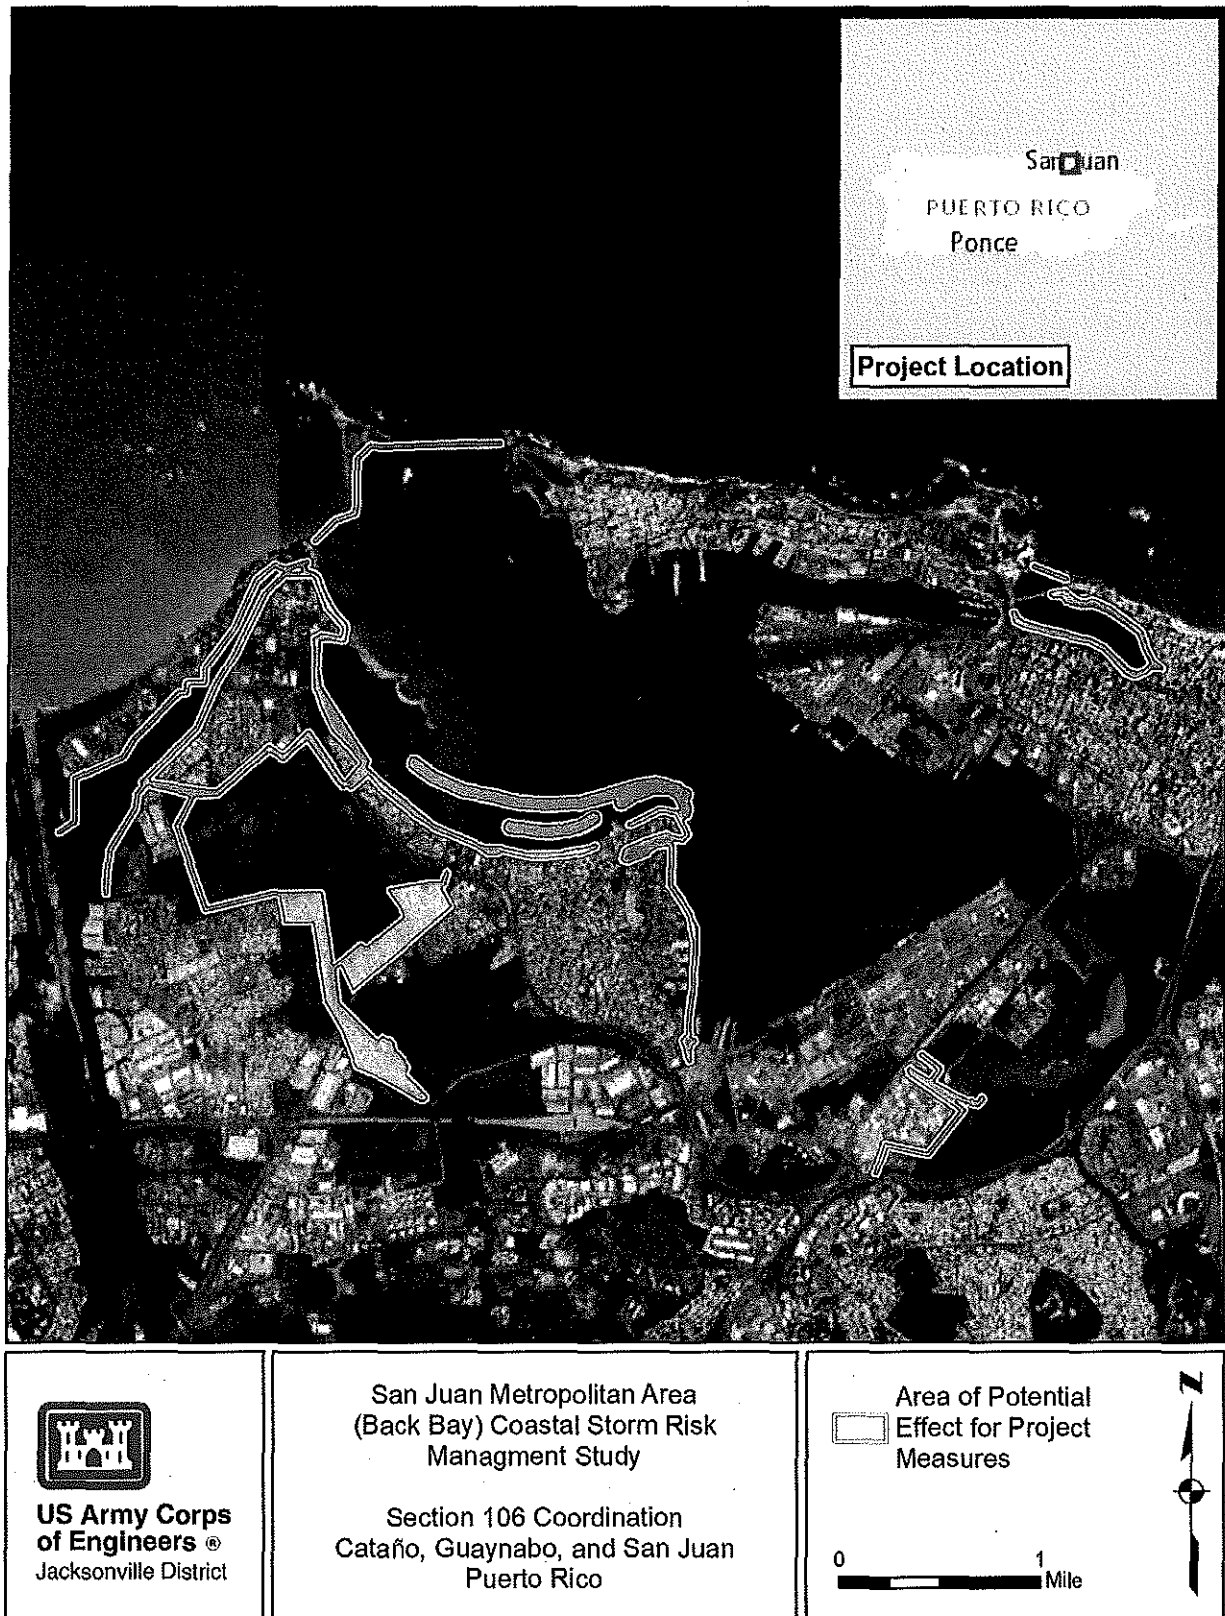 San Juan
PUERTO RICO
Ponce
Project Location
US Army Corps
of Engineers ®
Jacksonville District
San Juan Metropolitan Area
(Back Bay) Coastal Storm Risk
Managment Study
Section 106 Coordination
Cataño, Guaynabo, and San Juan
Puerto Rico
Area of Potential
Effect for Project
Measures
N
0 1
Mile